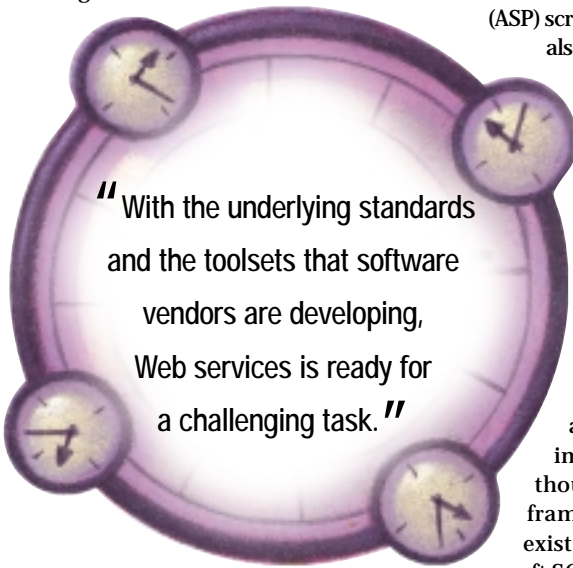 (ASP) scr
als
“With the underlying standards
and the toolsets that software
vendors are developing,
Web services is ready for
a challenging task.”
a
in
thou
fram
exist